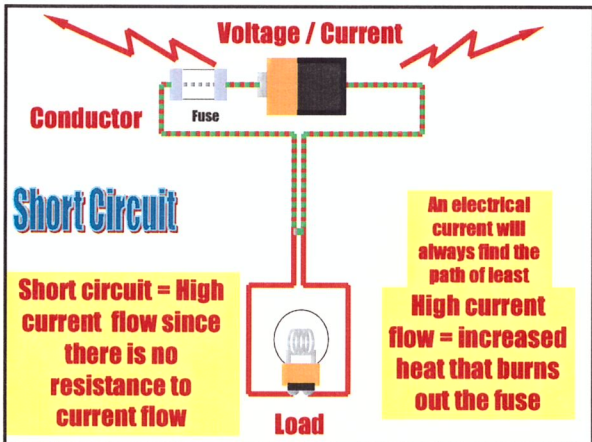 Voltage / Current
Fuse
Conductor
Short Circuit
An electrical
current will
always find the
path of least
Short circuit = High
current flow since
there is no
resistance to
current flow
High current
flow = increased
heat that burns
out the fuse
Load